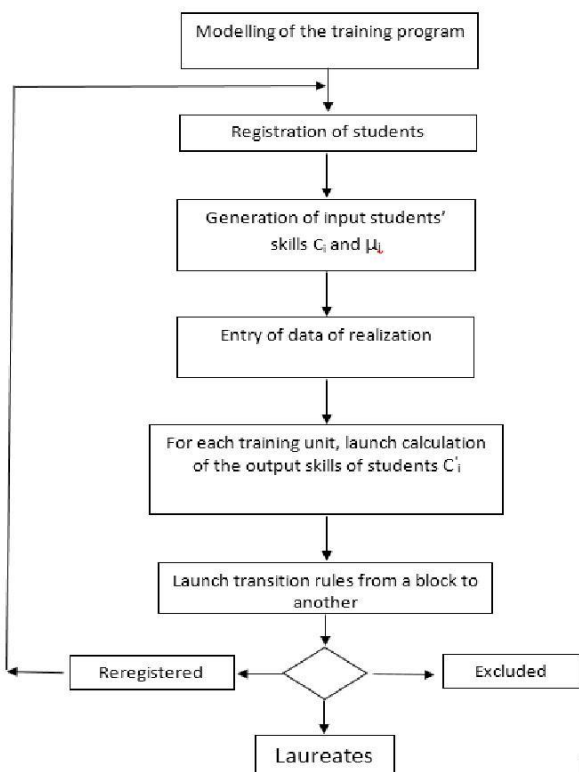 Modelling of the training program
Registration of students
Generation of input students'
skills Cᵢ and μᵢ
Entry of data of realization
For each training unit, launch calculation
of the output skills of students C'ᵢ
Launch transition rules from a block to
another
Reregistered
Excluded
Laureates